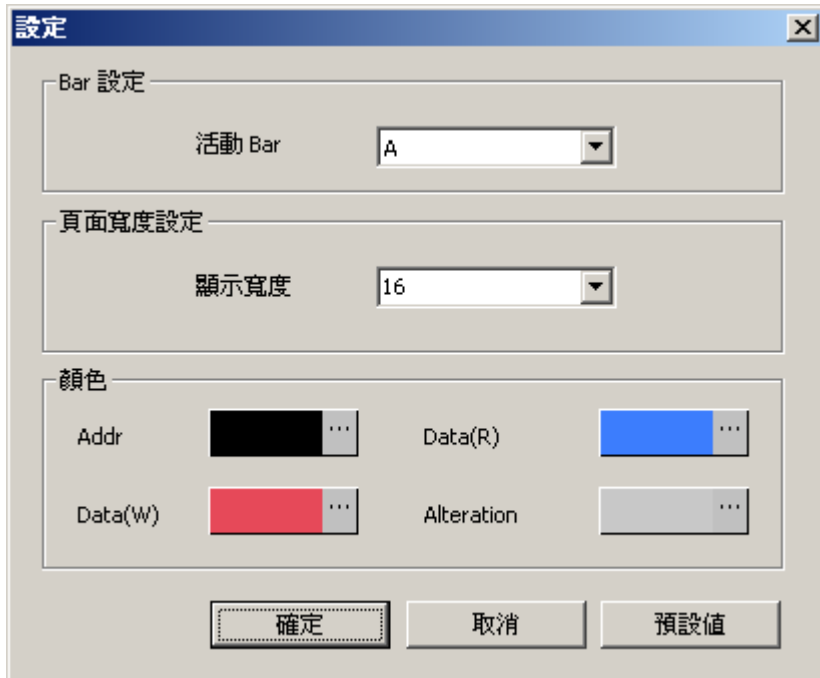 設定
Bar 設定
活動 Bar A
頁面寬度設定
顯示寬度 16
顏色
Addr ... Data(R) ...
Data(W) ... Alteration ...
確定 取消 預設値